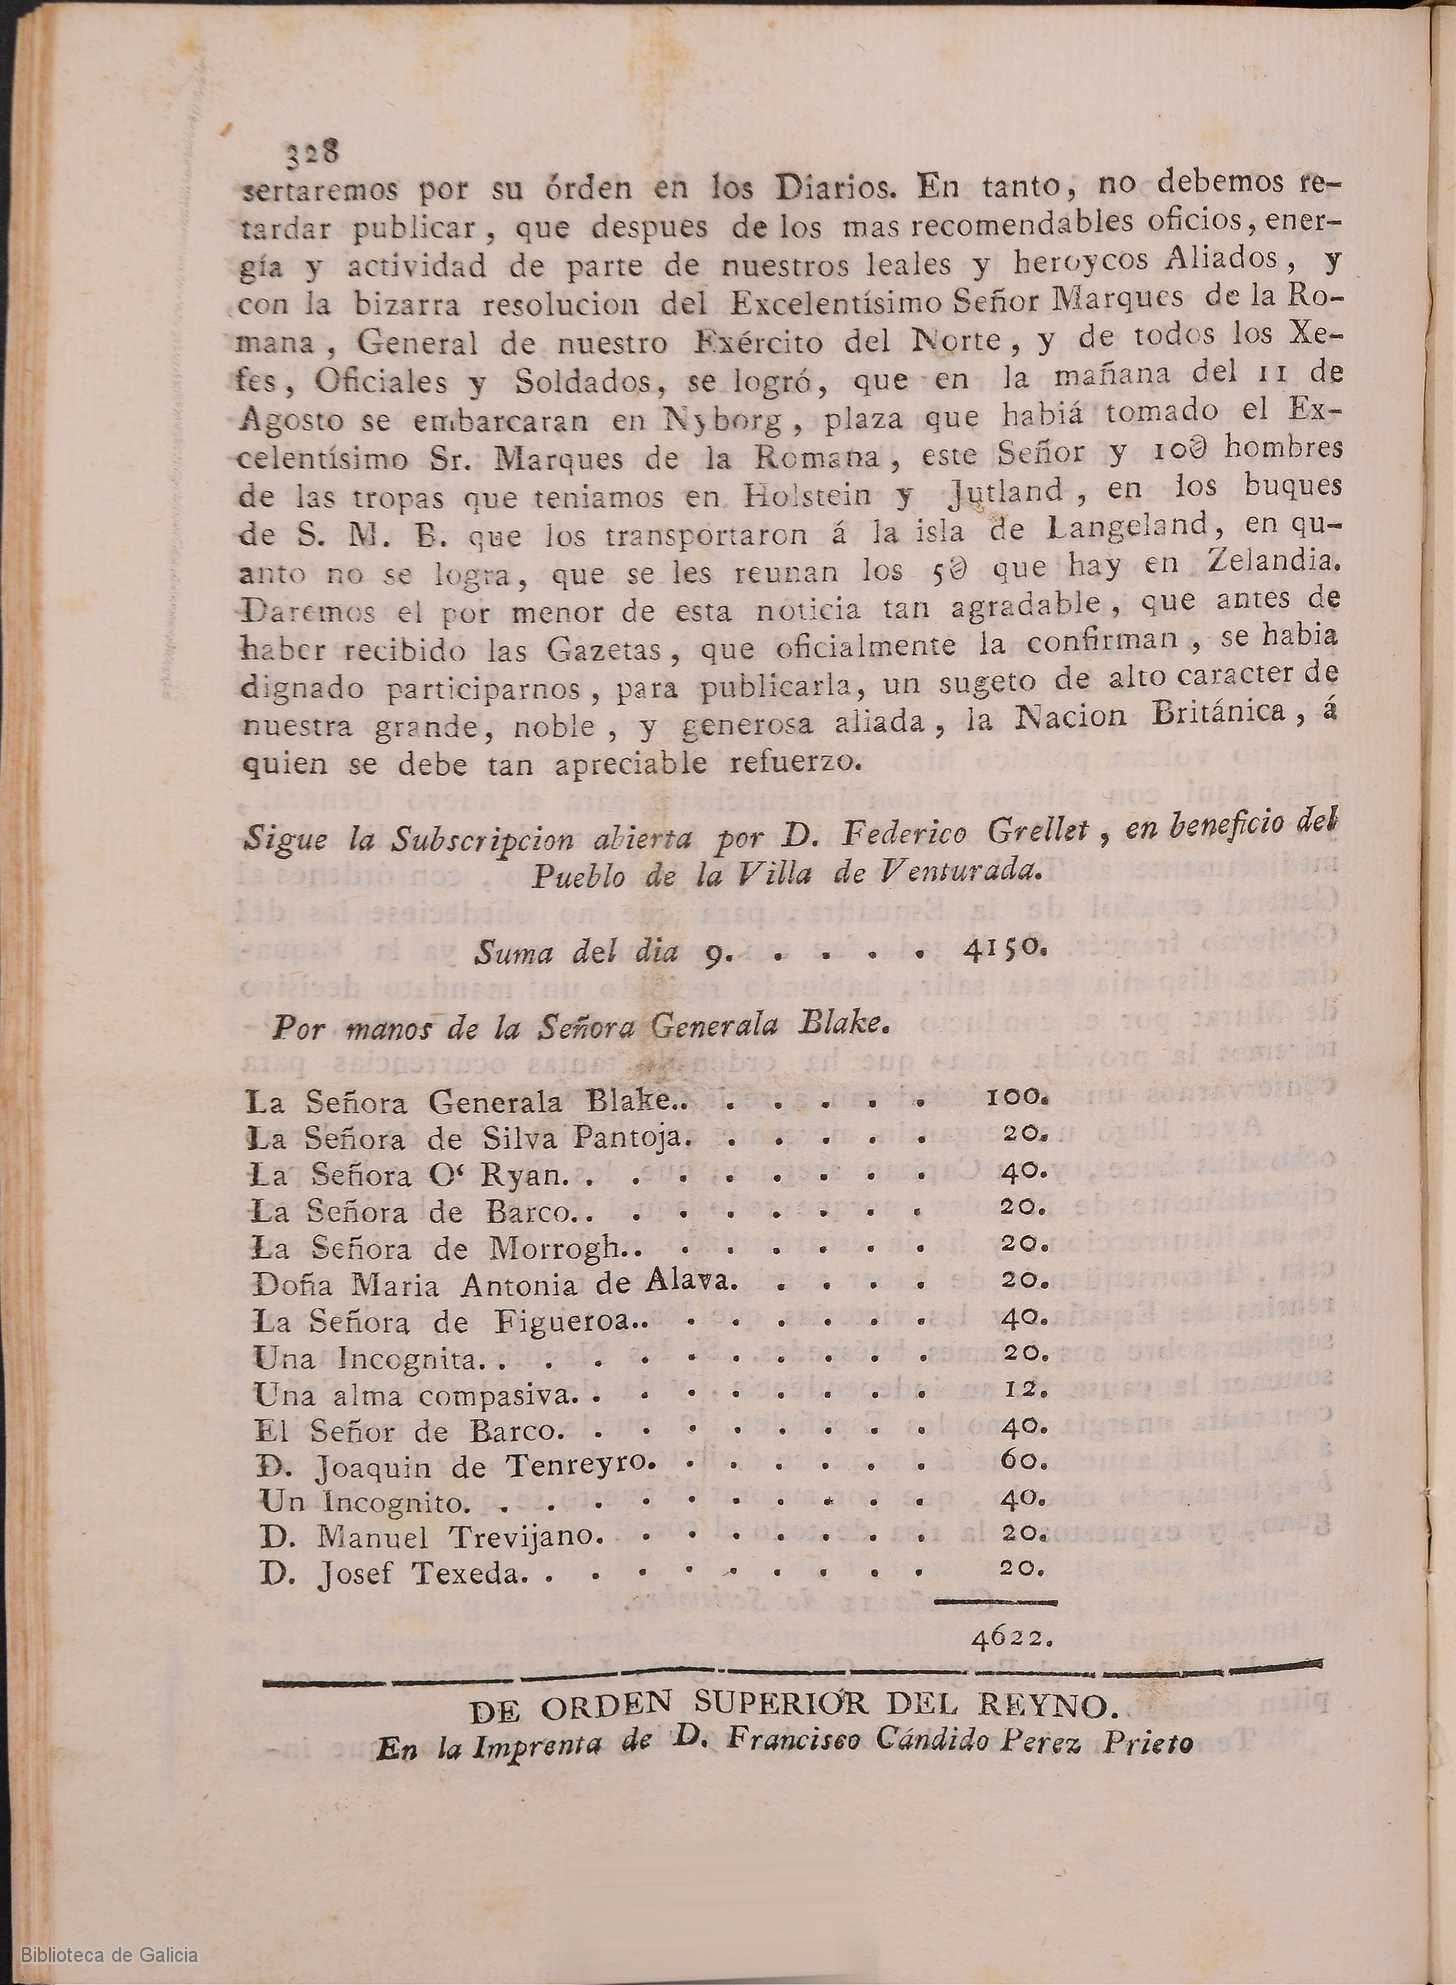 328
sertaremos por su órden en los Diarios. En tanto, no debemos re-
tardar publicar, que despues de los mas recomendables oficios, ener-
gía y actividad de parte de nuestros leales y heroycos Aliados, y
con la bizarra resolucion del Excelentísimo Señor Marques de la Ro-
mana, General de nuestro Exército del Norte, y de todos los Xe-
fes, Oficiales y Soldados, se logró, que en la mañana del 11 de
Agosto se embarcaran en Nyborg, plaza que habiá tomado el Ex-
celentísimo Sr. Marques de la Romana, este Señor y 10∂ hombres
de las tropas que teniamos en Holstein y Jutland, en los buques
de S. M. B. que los transportaron á la isla de Langeland, en qu-
anto no se logra, que se les reunan los 5∂ que hay en Zelandia.
Daremos el por menor de esta noticia tan agradable, que antes de
haber recibido las Gazetas, que oficialmente la confirman, se habia
dignado participarnos, para publicarla, un sugeto de alto caracter de
nuestra grande, noble, y generosa aliada, la Nacion Británica, á
quien se debe tan apreciable refuerzo.
Sigue la Subscripcion abierta por D. Federico Grellet, en beneficio del
Pueblo de la Villa de Venturada.
Suma del dia 9. . . . . . 4150.
Por manos de la Señora Generala Blake.
La Señora Generala Blake.. . . . . . 100.
La Señora de Silva Pantoja. . . . . . 20.
La Señora O‘ Ryan. . . . . . . . . 40.
La Señora de Barco.. . . . . . . . 20.
La Señora de Morrogh.. . . . . . . 20.
Doña Maria Antonia de Alava. . . . . 20.
La Señora de Figueroa.. . . . . . . 40.
Una Incognita. . . . . . . . . . . 20.
Una alma compasiva. . . . . . . . . 12.
El Señor de Barco. . . . . . . . . 40.
D. Joaquin de Tenreyro. . . . . . . 60.
Un Incognito. . . . . . . . . . . 40.
D. Manuel Trevijano. . . . . . . . 20.
D. Josef Texeda. . . . . . . . . . 20.
4622.
DE ORDEN SUPERIOR DEL REYNO.
En la Imprenta de D. Francisco Cándido Perez Prieto
Biblioteca de Galicia